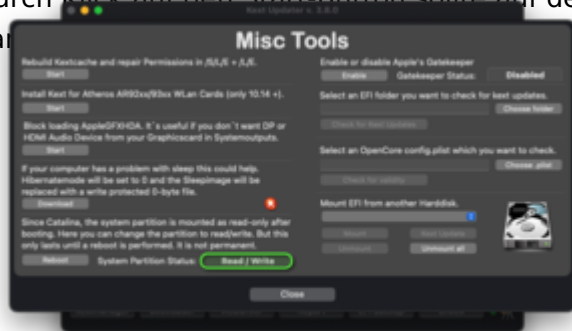 Kext Updater v. 3.8.0
Misc Tools
Rebuild Kextcache and repair Permissions in /S/L/E + /L/E.
Start
Install Kext for Atheros AR92xx/93xx WLan Cards (only 10.14 +).
Start
Block loading AppleGFXHDA. It`s useful if you don`t want DP or
HDMI Audio Device from your Graphicscard in Systemoutputs.
Start
If your computer has a problem with sleep this could help.
Hibernatemode will be set to 0 and the Sleepimage will be
replaced with a write protected 0-byte file.
Download
Since Catalina, the system partition is mounted as read-only after
booting. Here you can change the partition to read/write. But this
only lasts until a reboot is performed. It is not permanent.
Reboot System Partition Status: Read / Write
Enable or disable Apple's Gatekeeper
Enable Gatekeeper Status: Disabled
Select an EFI folder you want to check for kext updates.
Choose folder
Check for Kext updates
Select an OpenCore config.plist which you want to check.
Choose .plist
Check for validity
Mount EFI from another Harddisk.
Mount Kext Update
Unmount Unmount all
Close